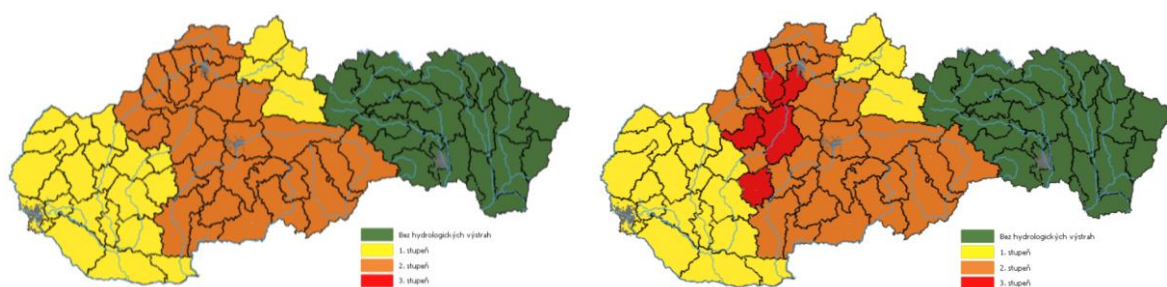 Bez hydrologických výstrah
1. stupeň
2. stupeň
3. stupeň
Bez hydrologických výstrah
1. stupeň
2. stupeň
3. stupeň